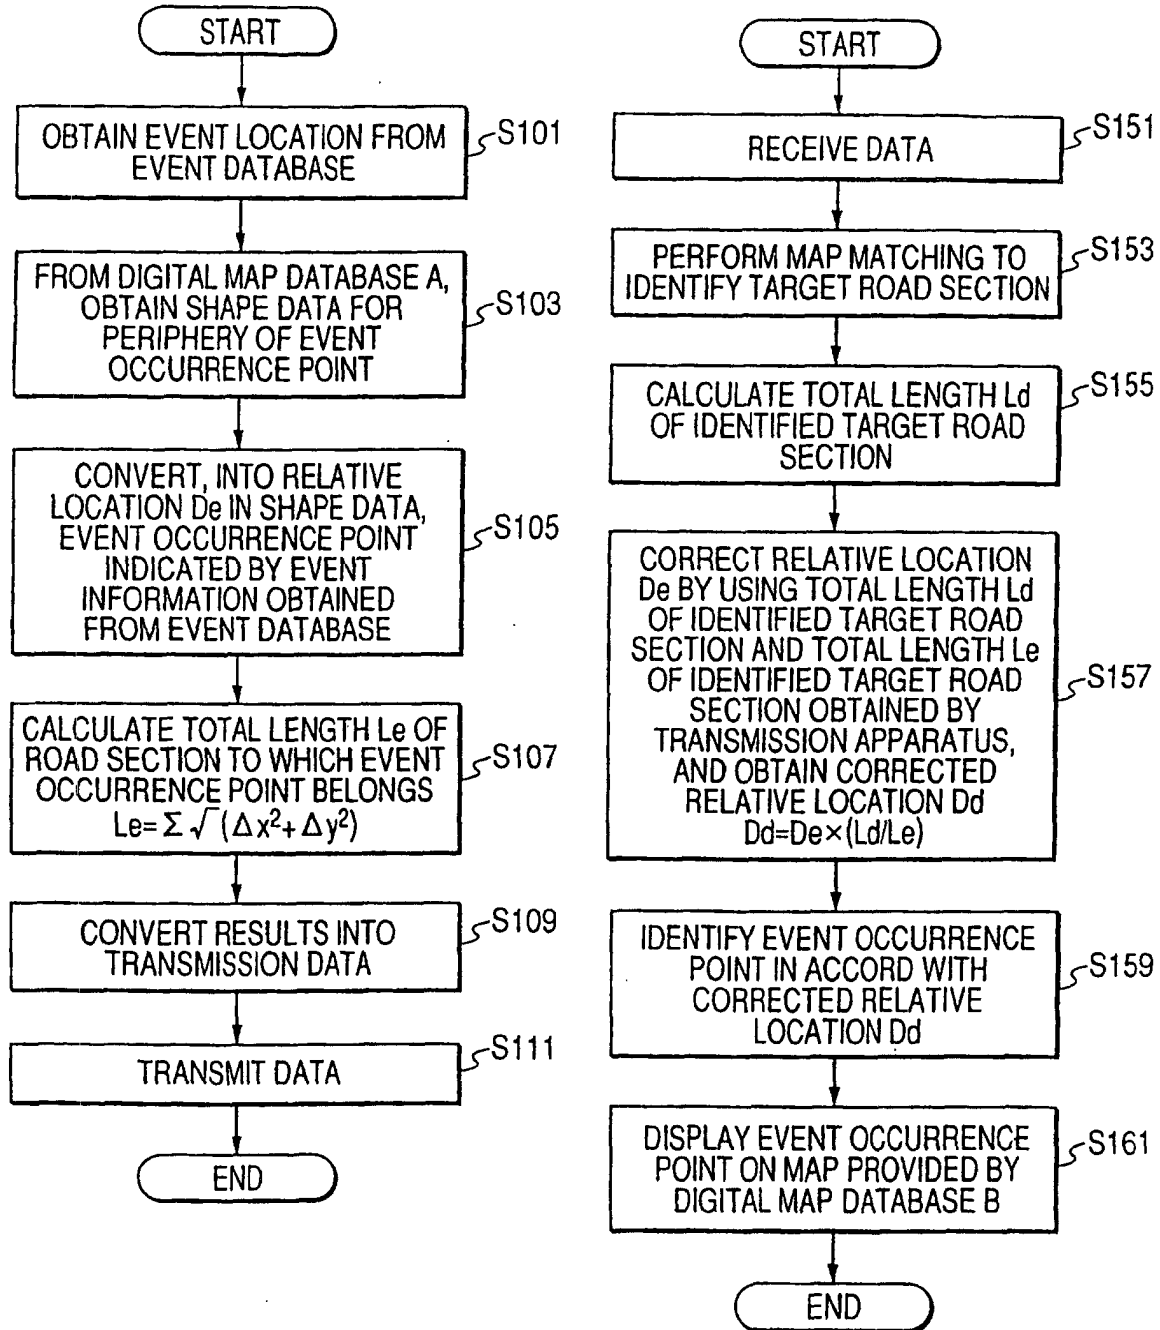 START
OBTAIN EVENT LOCATION FROM
EVENT DATABASE
S101
FROM DIGITAL MAP DATABASE A,
OBTAIN SHAPE DATA FOR
PERIPHERY OF EVENT
OCCURRENCE POINT
S103
CONVERT, INTO RELATIVE
LOCATION De IN SHAPE DATA,
EVENT OCCURRENCE POINT
INDICATED BY EVENT
INFORMATION OBTAINED
FROM EVENT DATABASE
S105
CALCULATE TOTAL LENGTH Le OF
ROAD SECTION TO WHICH EVENT
OCCURRENCE POINT BELONGS
Le=Σ√(Δx²+Δy²)
S107
CONVERT RESULTS INTO
TRANSMISSION DATA
S109
TRANSMIT DATA
S111
END
START
RECEIVE DATA
S151
PERFORM MAP MATCHING TO
IDENTIFY TARGET ROAD SECTION
S153
CALCULATE TOTAL LENGTH Ld
OF IDENTIFIED TARGET ROAD
SECTION
S155
CORRECT RELATIVE LOCATION
De BY USING TOTAL LENGTH Ld
OF IDENTIFIED TARGET ROAD
SECTION AND TOTAL LENGTH Le
OF IDENTIFIED TARGET ROAD
SECTION OBTAINED BY
TRANSMISSION APPARATUS,
AND OBTAIN CORRECTED
RELATIVE LOCATION Dd
Dd=De×(Ld/Le)
S157
IDENTIFY EVENT OCCURRENCE
POINT IN ACCORD WITH
CORRECTED RELATIVE
LOCATION Dd
S159
DISPLAY EVENT OCCURRENCE
POINT ON MAP PROVIDED BY
DIGITAL MAP DATABASE B
S161
END